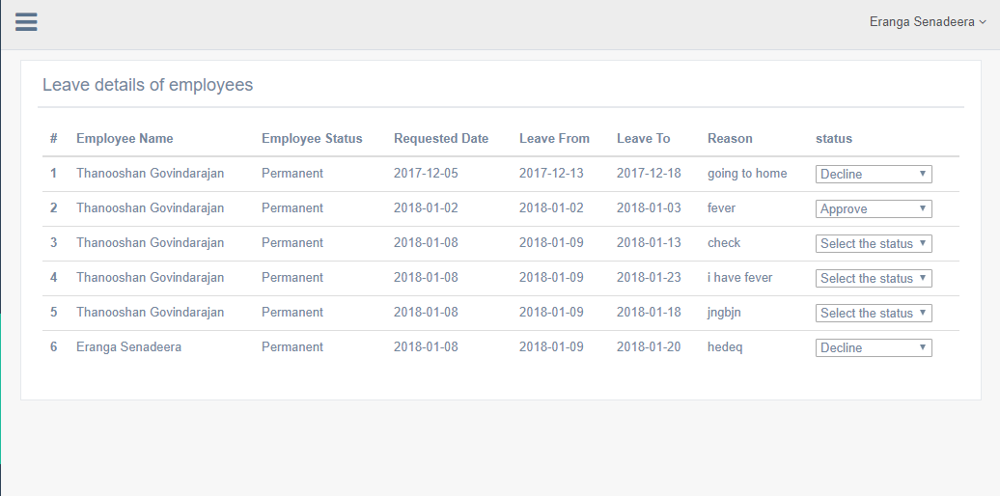 Eranga Senadeera
Leave details of employees
# Employee Name Employee Status Requested Date Leave From Leave To Reason status
1 Thanooshan Govindarajan Permanent 2017-12-05 2017-12-13 2017-12-18 going to home Decline
2 Thanooshan Govindarajan Permanent 2018-01-02 2018-01-02 2018-01-03 fever Approve
3 Thanooshan Govindarajan Permanent 2018-01-08 2018-01-09 2018-01-13 check Select the status
4 Thanooshan Govindarajan Permanent 2018-01-08 2018-01-09 2018-01-23 i have fever Select the status
5 Thanooshan Govindarajan Permanent 2018-01-08 2018-01-09 2018-01-18 jngbjn Select the status
6 Eranga Senadeera Permanent 2018-01-08 2018-01-09 2018-01-20 hedeq Decline